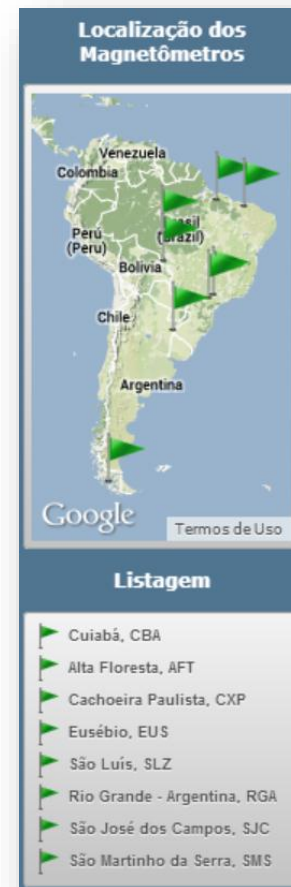 Localização dos
Magnetômetros
Venezuela
Colombia
Perú
(Peru)
(Brazil)
Bolivia
Chile
Argentina
Google
Termos de Uso
Listagem
Cuiabá, CBA
Alta Floresta, AFT
Cachoeira Paulista, CXP
Eusébio, EUS
São Luís, SLZ
Rio Grande - Argentina, RGA
São José dos Campos, SJC
São Martinho da Serra, SMS